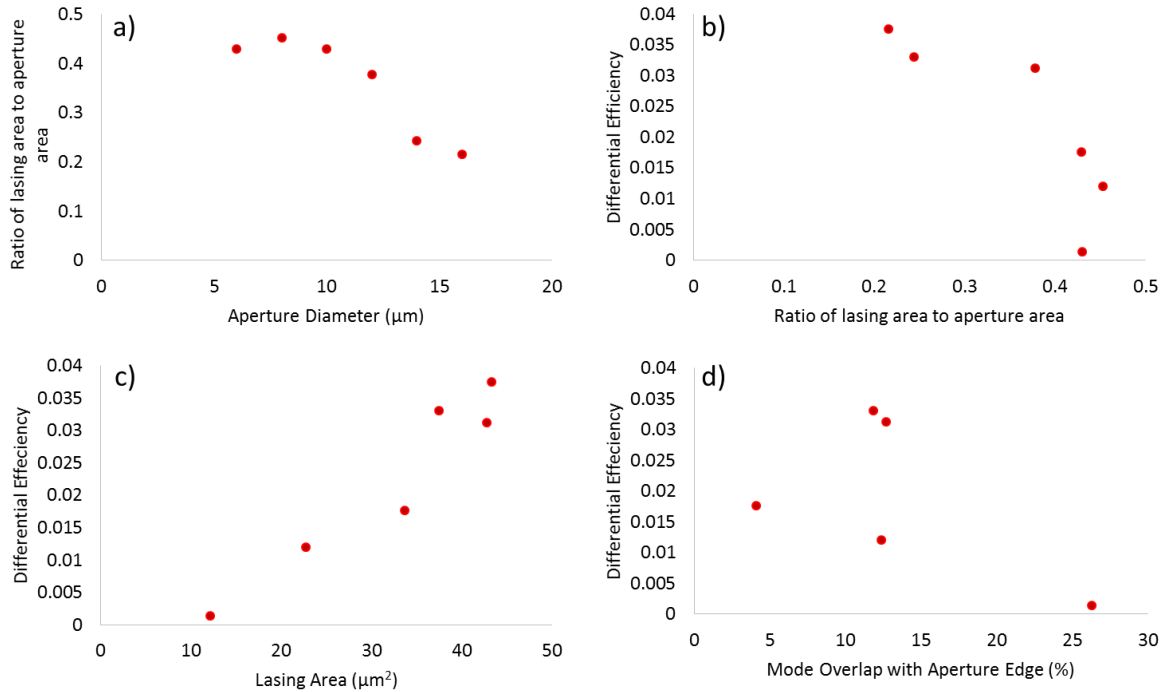 a)
Ratio of lasing area to aperture
area
0.5
0.4
0.3
0.2
0.1
0
0 5 10 15 20
Aperture Diameter (μm)
b)
Differential Efficiency
0.04
0.035
0.03
0.025
0.02
0.015
0.01
0.005
0
0 0.1 0.2 0.3 0.4 0.5
Ratio of lasing area to aperture area
c)
Differential Effeciency
0.04
0.035
0.03
0.025
0.02
0.015
0.01
0.005
0
0 10 20 30 40 50
Lasing Area (μm²)
d)
Differential Effeciency
0.04
0.035
0.03
0.025
0.02
0.015
0.01
0.005
0
0 5 10 15 20 25 30
Mode Overlap with Aperture Edge (%)